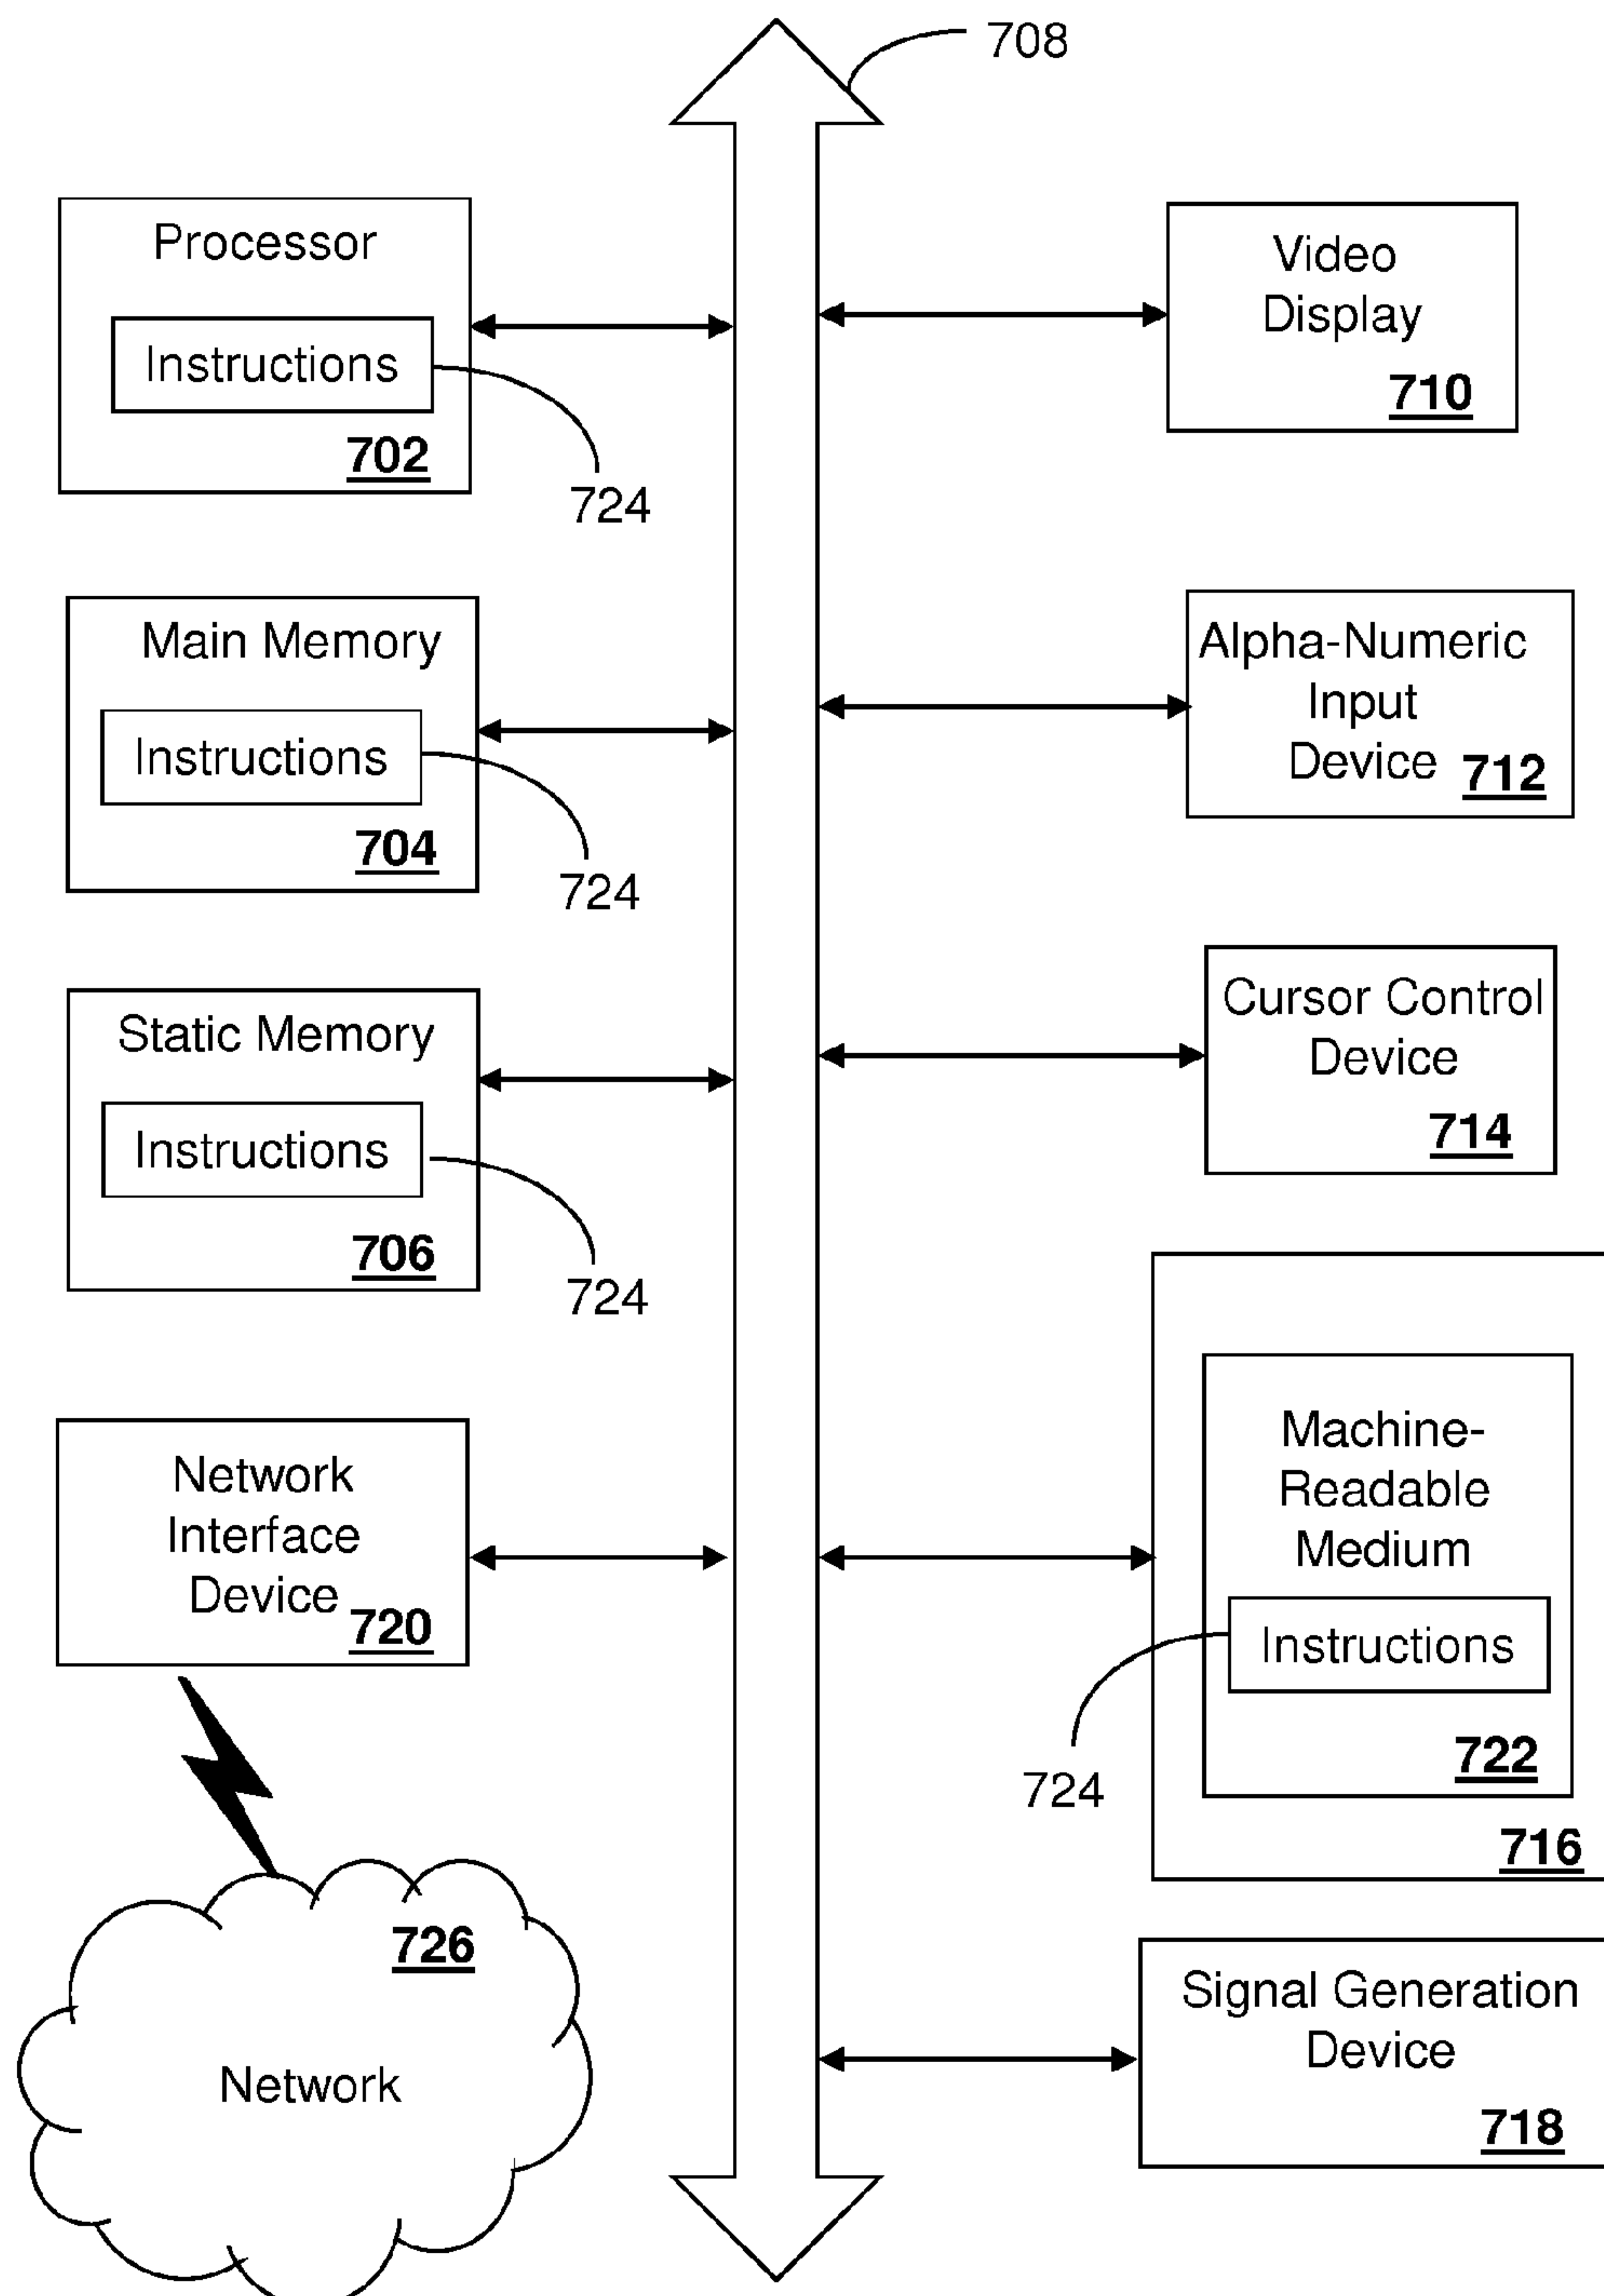 708
Processor
Instructions
702
724
Main Memory
Instructions
704
724
Static Memory
Instructions
706
724
Network
Interface
Device
720
726
Network
Video
Display
710
Alpha-Numeric
Input
Device
712
Cursor Control
Device
714
Machine-
Readable
Medium
Instructions
722
724
716
Signal Generation
Device
718